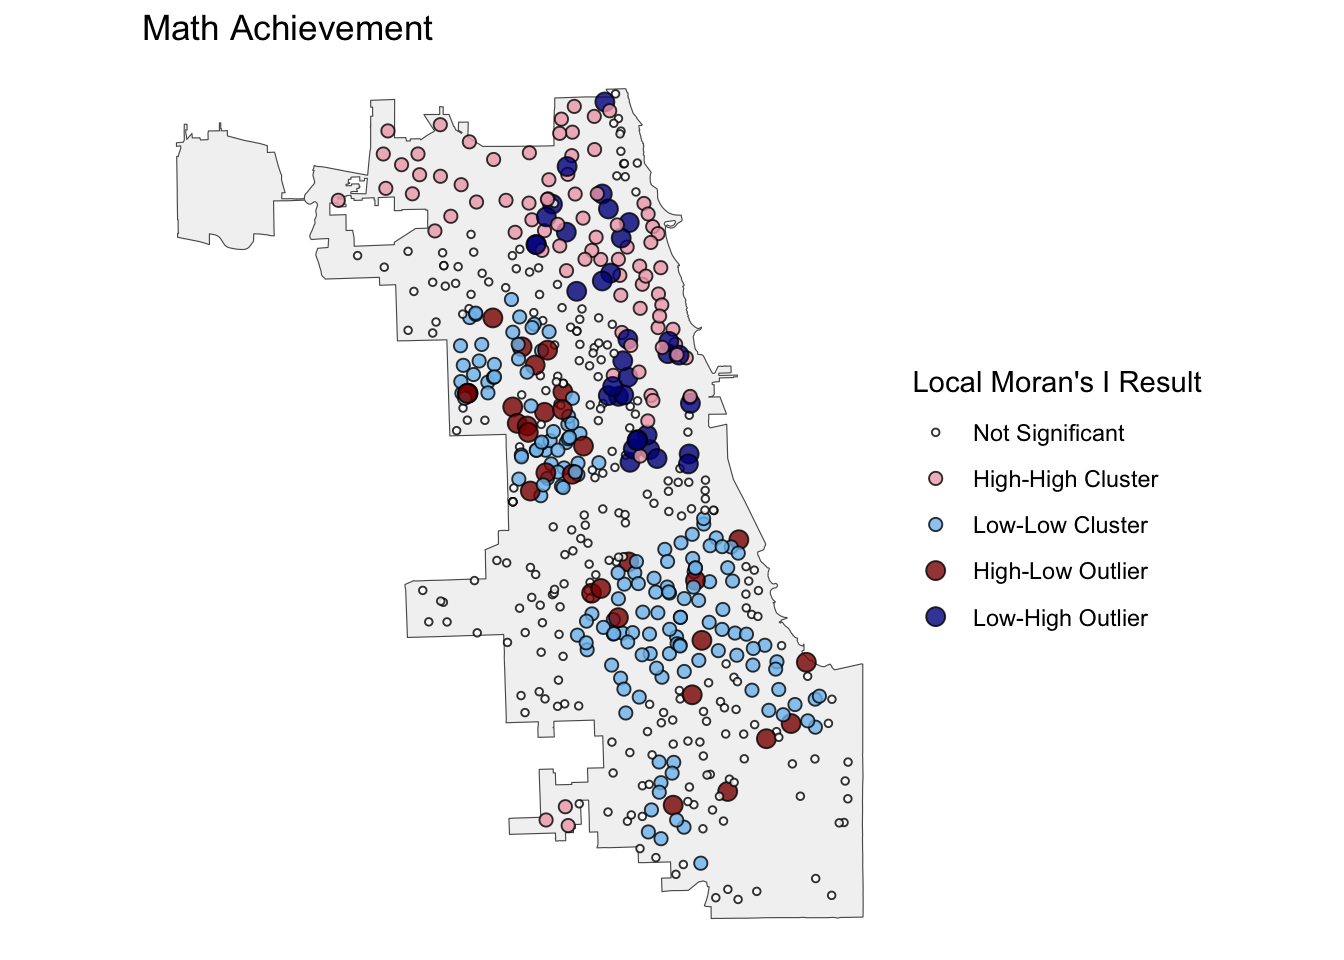 Math Achievement
Local Moran's I Result
Not Significant
High-High Cluster
Low-Low Cluster
High-Low Outlier
Low-High Outlier